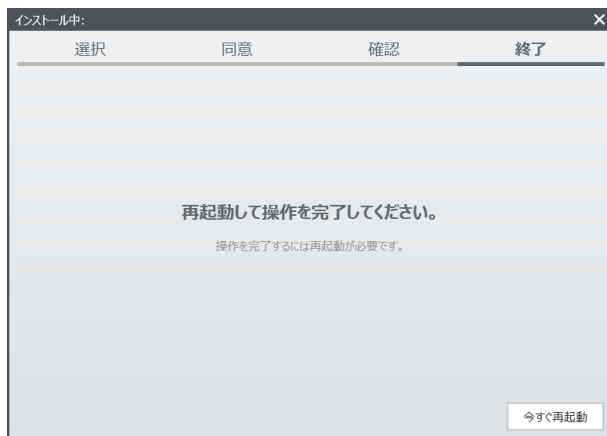 インストール中:
選択 同意 確認 終了
再起動して操作を完了してください。
操作を完了するには再起動が必要です。
今すぐ再起動